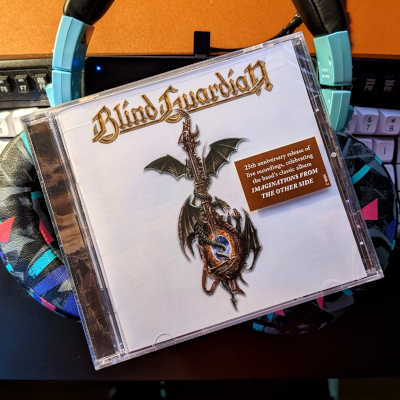 Blind Guardian
25th anniversary release of
live recordings, celebrating
the band's classic album
IMAGINATIONS FROM
THE OTHER SIDE